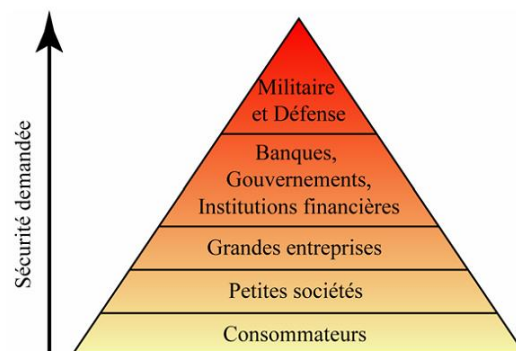 Sécurité demandée
Militaire
et Défense
Banques,
Gouvernements,
Institutions financières
Grandes entreprises
Petites sociétés
Consommateurs